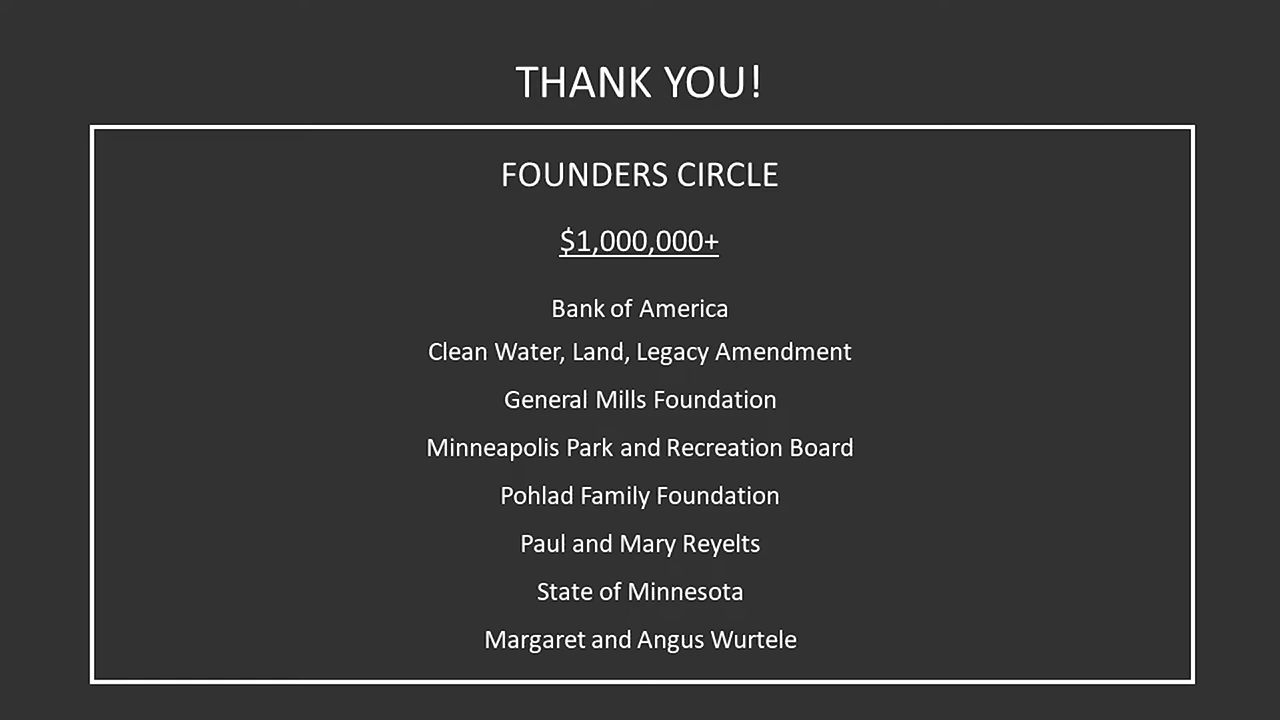 THANK YOU!
FOUNDERS CIRCLE
$1,000,000+
Bank of America
Clean Water, Land, Legacy Amendment
General Mills Foundation
Minneapolis Park and Recreation Board
Pohlad Family Foundation
Paul and Mary Reyelts
State of Minnesota
Margaret and Angus Wurtele